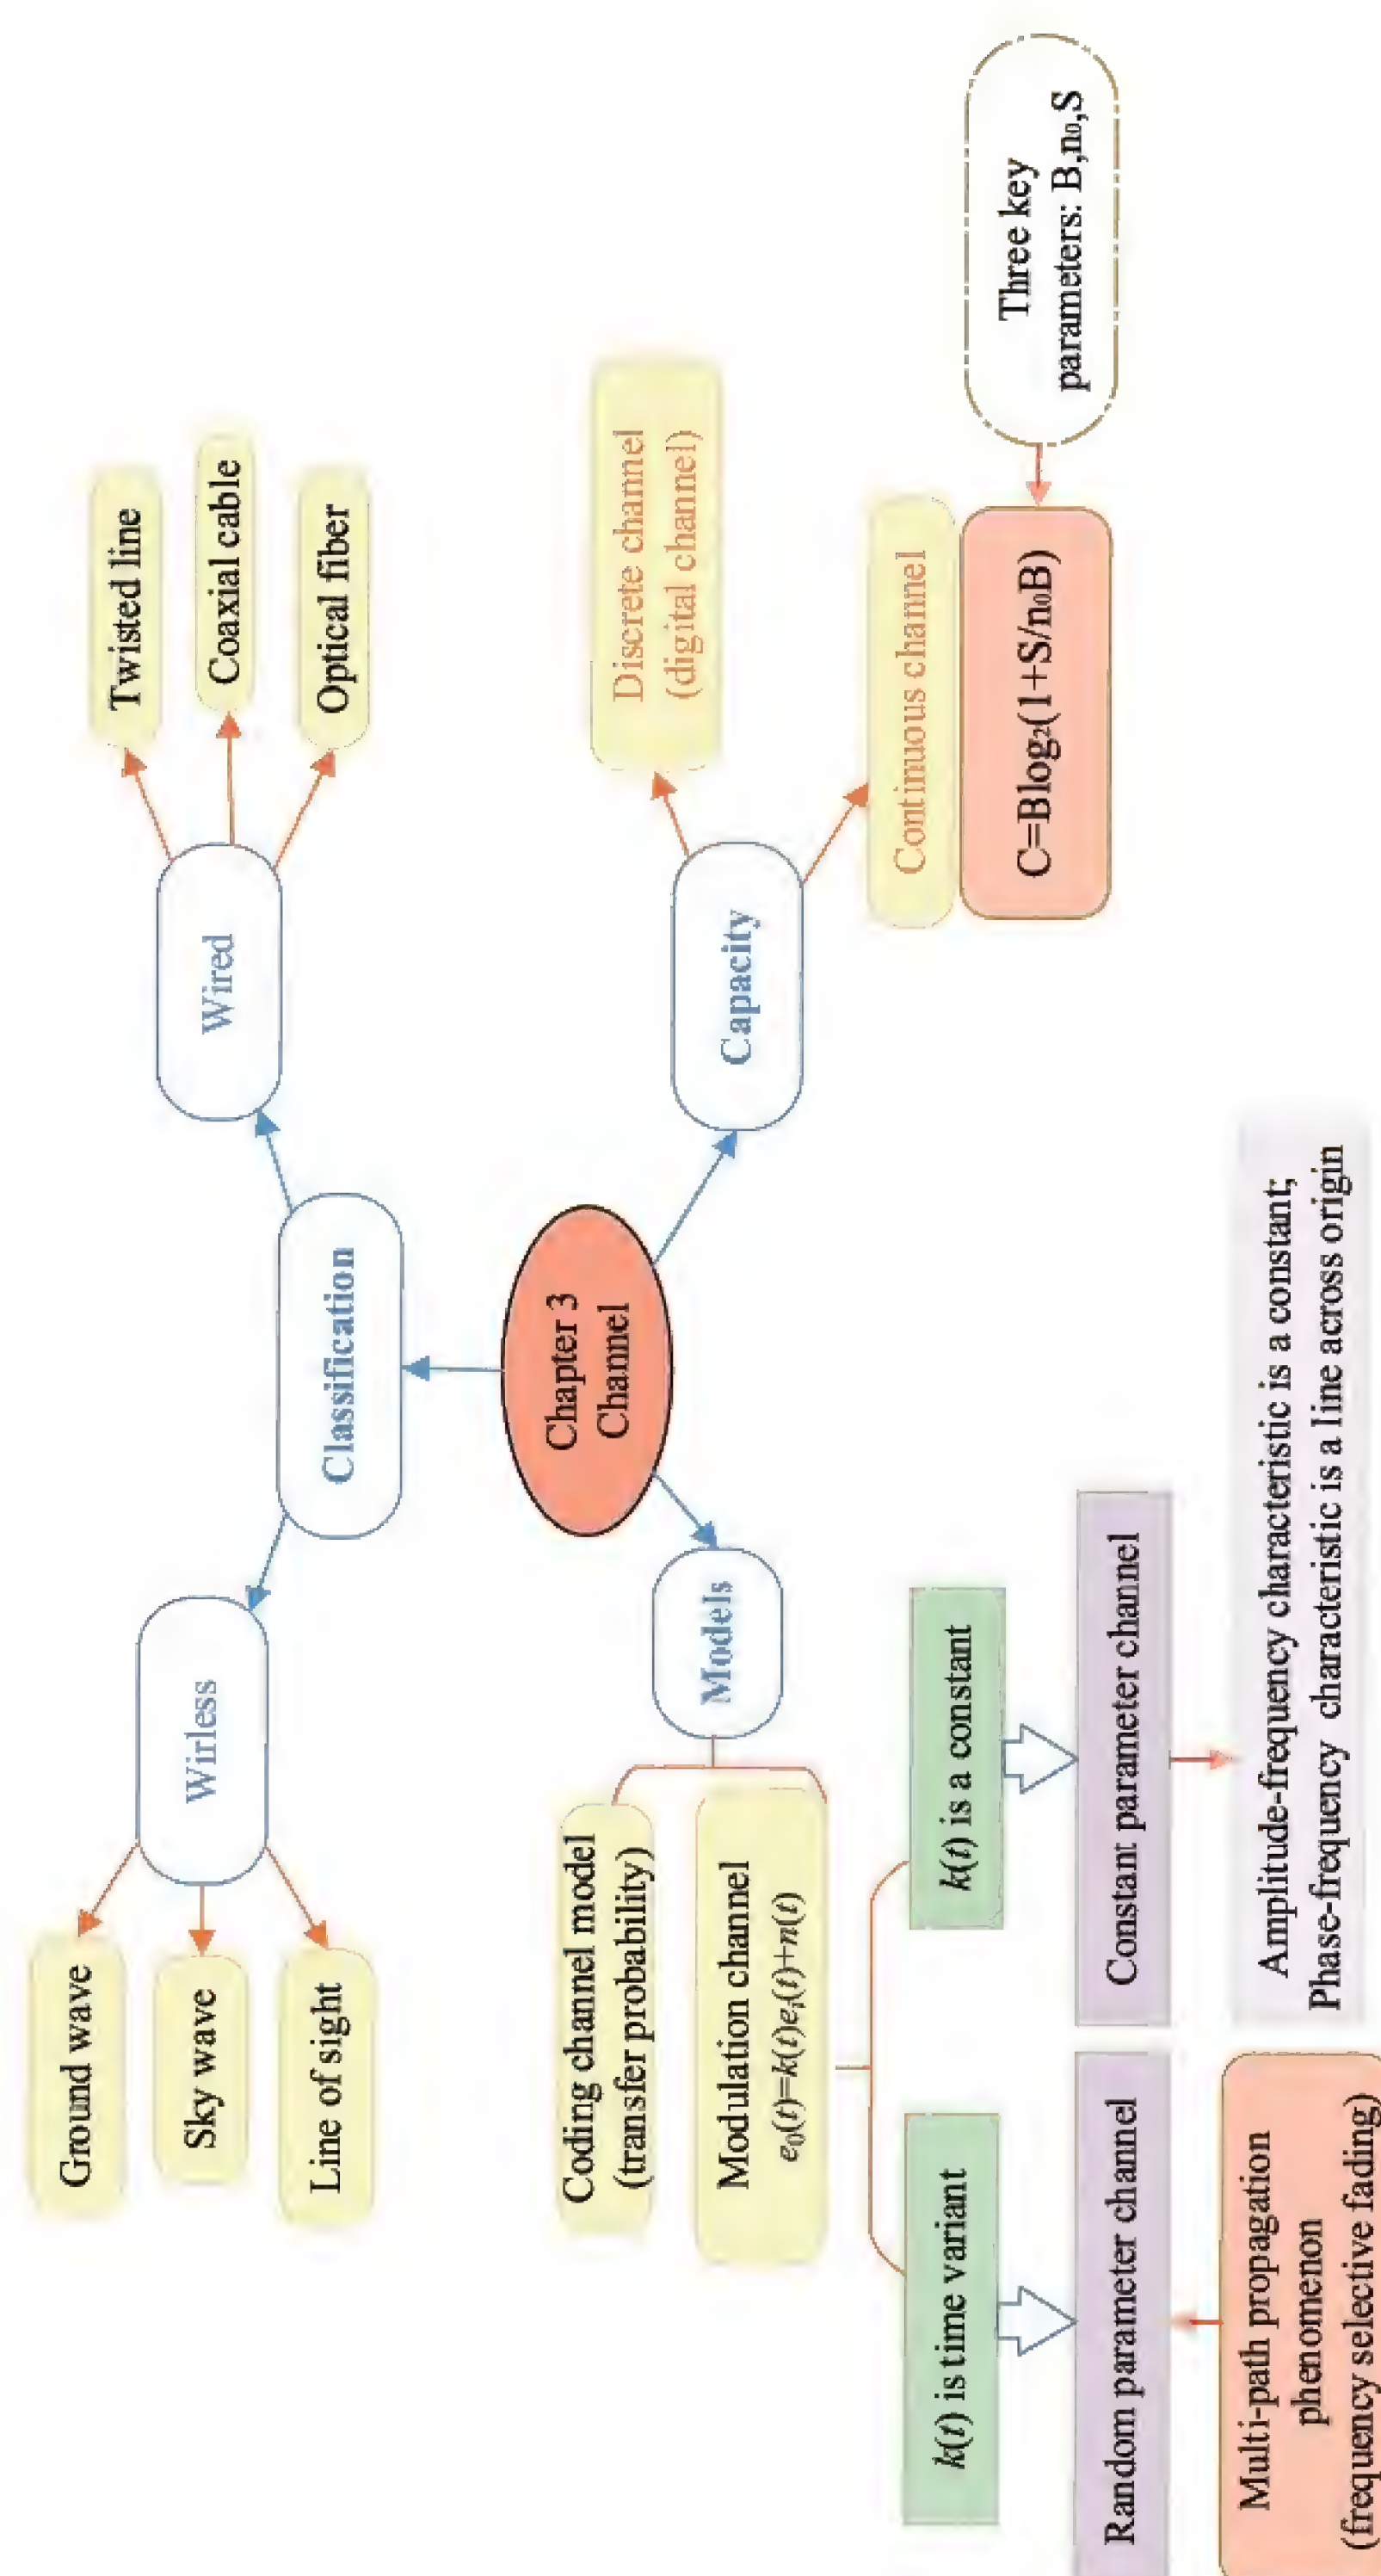 Ground wave
Sky wave
Line of sight
Wirless
Classification
Wired
Twisted line
Coaxial cable
Optical fiber
Chapter 3
Channel
Models
Coding channel model
(transfer probability)
Modulation channel
e₀(t)=k(t)eᵢ(t)+n(t)
k(t) is time variant
k(t) is a constant
Random parameter channel
Constant parameter channel
Multi-path propagation
phenomenon
(frequency selective fading)
Amplitude-frequency characteristic is a constant;
Phase-frequency characteristic is a line across origin
Capacity
Discrete channel
(digital channel)
Continuous channel
C=Blog₂(1+S/n₀B)
Three key
parameters: B,n₀,S